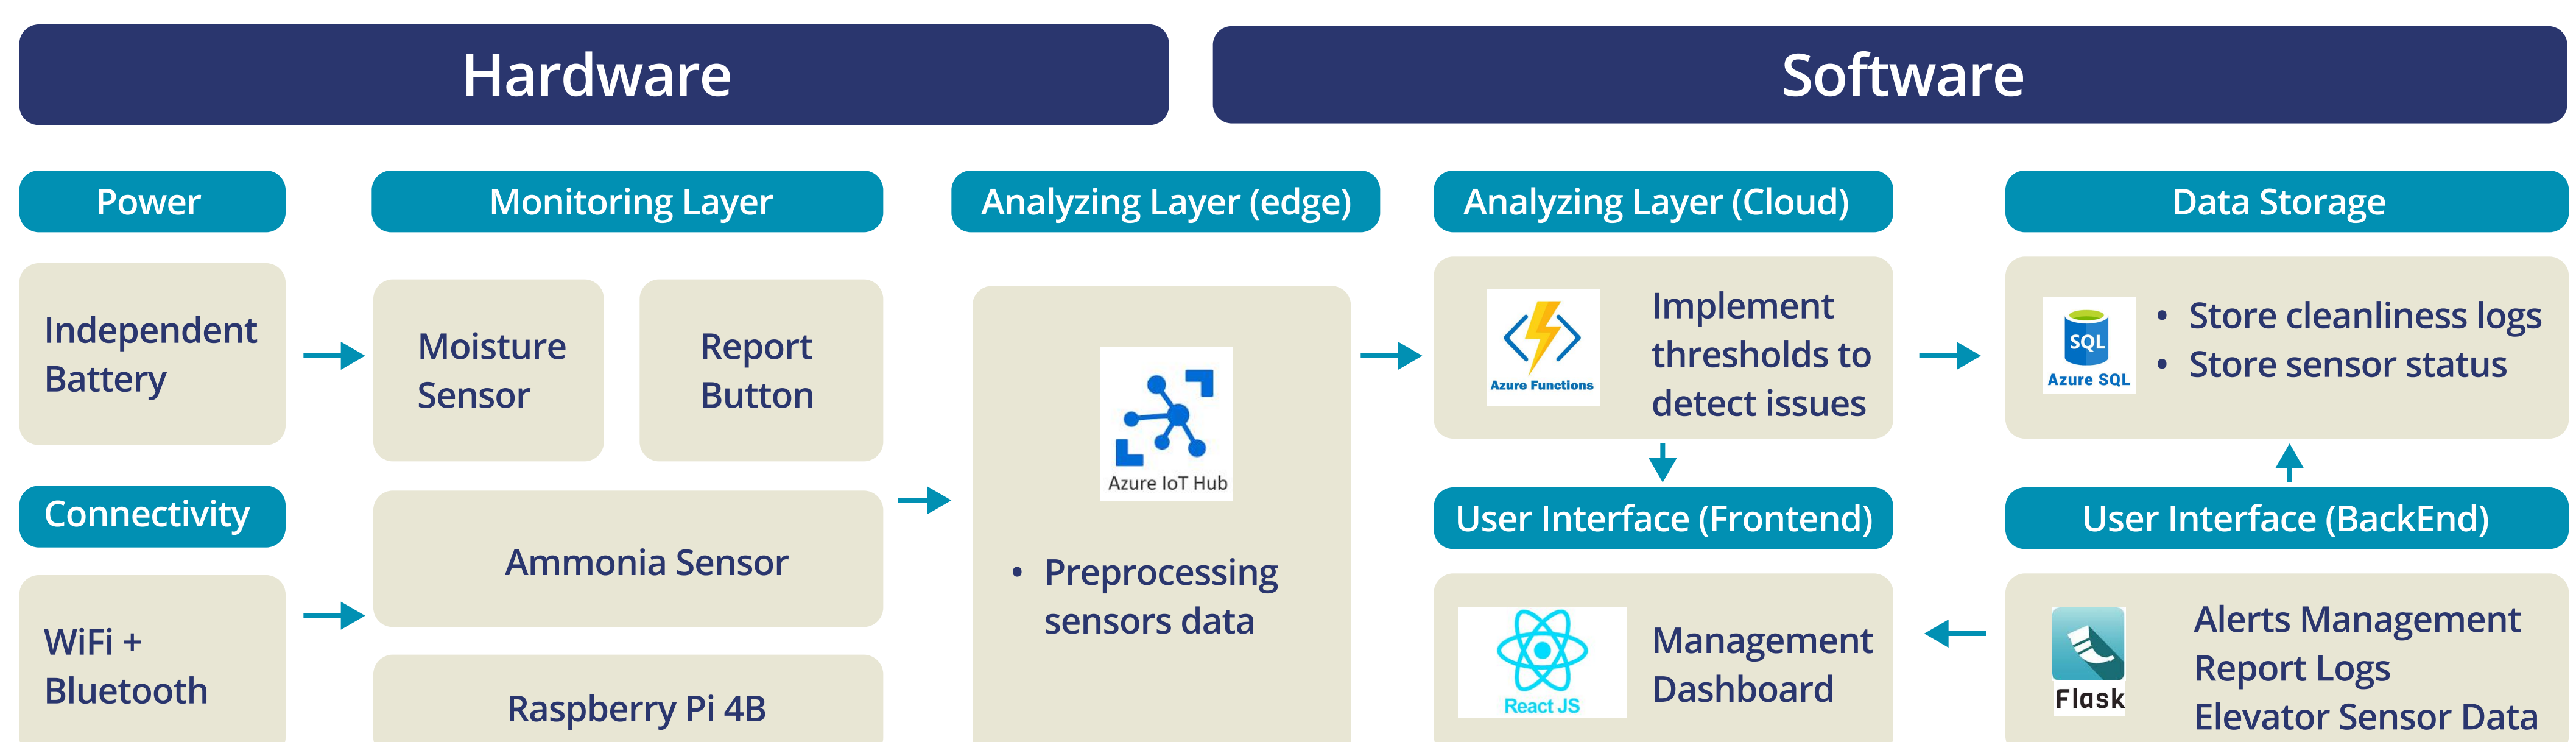 Hardware
Software
Power
Monitoring Layer
Analyzing Layer (edge)
Analyzing Layer (Cloud)
Data Storage
Independent
Battery
Moisture
Sensor
Report
Button
Azure IoT Hub
Azure Functions
Implement
thresholds to
detect issues
SQL
Azure SQL
• Store cleanliness logs
• Store sensor status
Connectivity
WiFi +
Bluetooth
Ammonia Sensor
Raspberry Pi 4B
• Preprocessing
sensors data
User Interface (Frontend)
React JS
Management
Dashboard
User Interface (BackEnd)
Flask
Alerts Management
Report Logs
Elevator Sensor Data